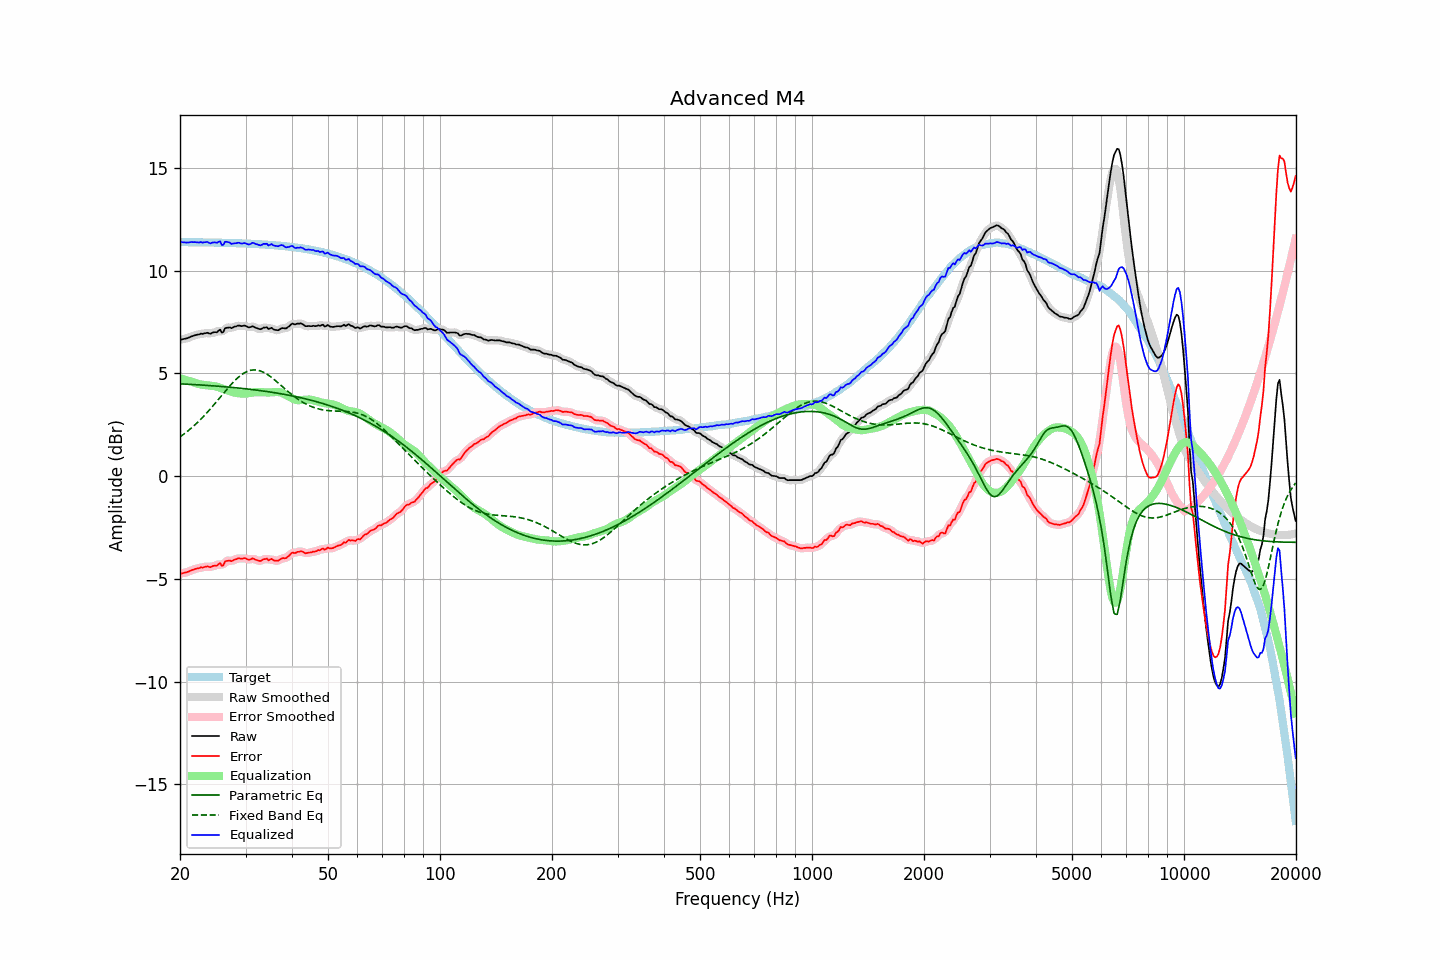 Advanced M4
Amplitude (dBr)
15
10
5
0
−5
−10
−15
Target
Raw Smoothed
Error Smoothed
Raw
Error
Equalization
Parametric Eq
Fixed Band Eq
Equalized
20 50 100 200 500 1000 2000 5000 10000 20000
Frequency (Hz)